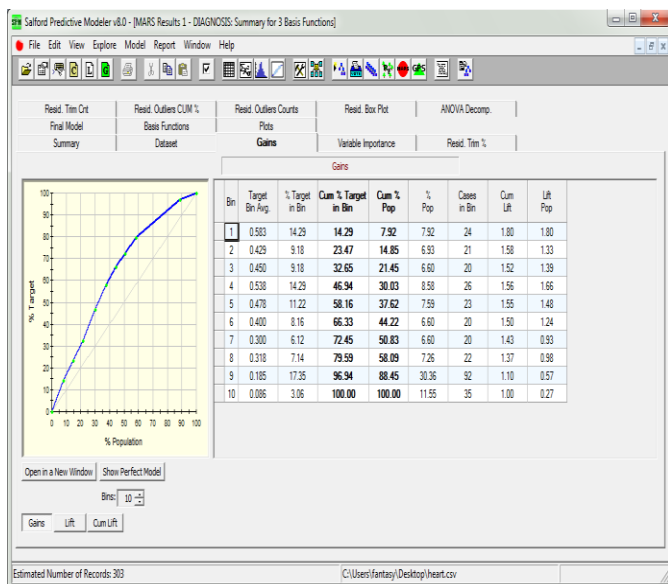 Salford Predictive Modeler v8.0 - [MARS Results 1 - DIAGNOSIS: Summary for 3 Basis Functions]
File Edit View Explore Model Report Window Help
Resid. Trim Cnt Resid. Outliers CUM % Resid. Outliers Counts Resid. Box Plot ANOVA Decomp.
Final Model Basis Functions Plots
Summary Dataset Gains Variable Importance Resid. Trim %
Gains
Bin Target Bin Avg. % Target in Bin Cum % Target in Bin Cum % Pop % Pop Cases in Bin Cum Lift Lift Pop
1 0.583 14.29 14.29 7.92 7.92 24 1.80 1.80
2 0.429 9.18 23.47 14.85 6.93 21 1.58 1.33
3 0.450 9.18 32.65 21.45 6.60 20 1.52 1.39
4 0.538 14.29 46.94 30.03 8.58 26 1.56 1.66
5 0.478 11.22 58.16 37.62 7.59 23 1.55 1.48
6 0.400 8.16 66.33 44.22 6.60 20 1.50 1.24
7 0.300 6.12 72.45 50.83 6.60 20 1.43 0.93
8 0.318 7.14 79.59 58.09 7.26 22 1.37 0.98
9 0.185 17.35 96.94 88.45 30.36 92 1.10 0.57
10 0.086 3.06 100.00 100.00 11.55 35 1.00 0.27
% Target
100
90
80
70
60
50
40
30
20
10
0
0 10 20 30 40 50 60 70 80 90 100
% Population
Open in a New Window Show Perfect Model
Bins: 10
Gains Lift Cum Lift
Estimated Number of Records: 303 C:\Users\fantasy\Desktop\heart.csv